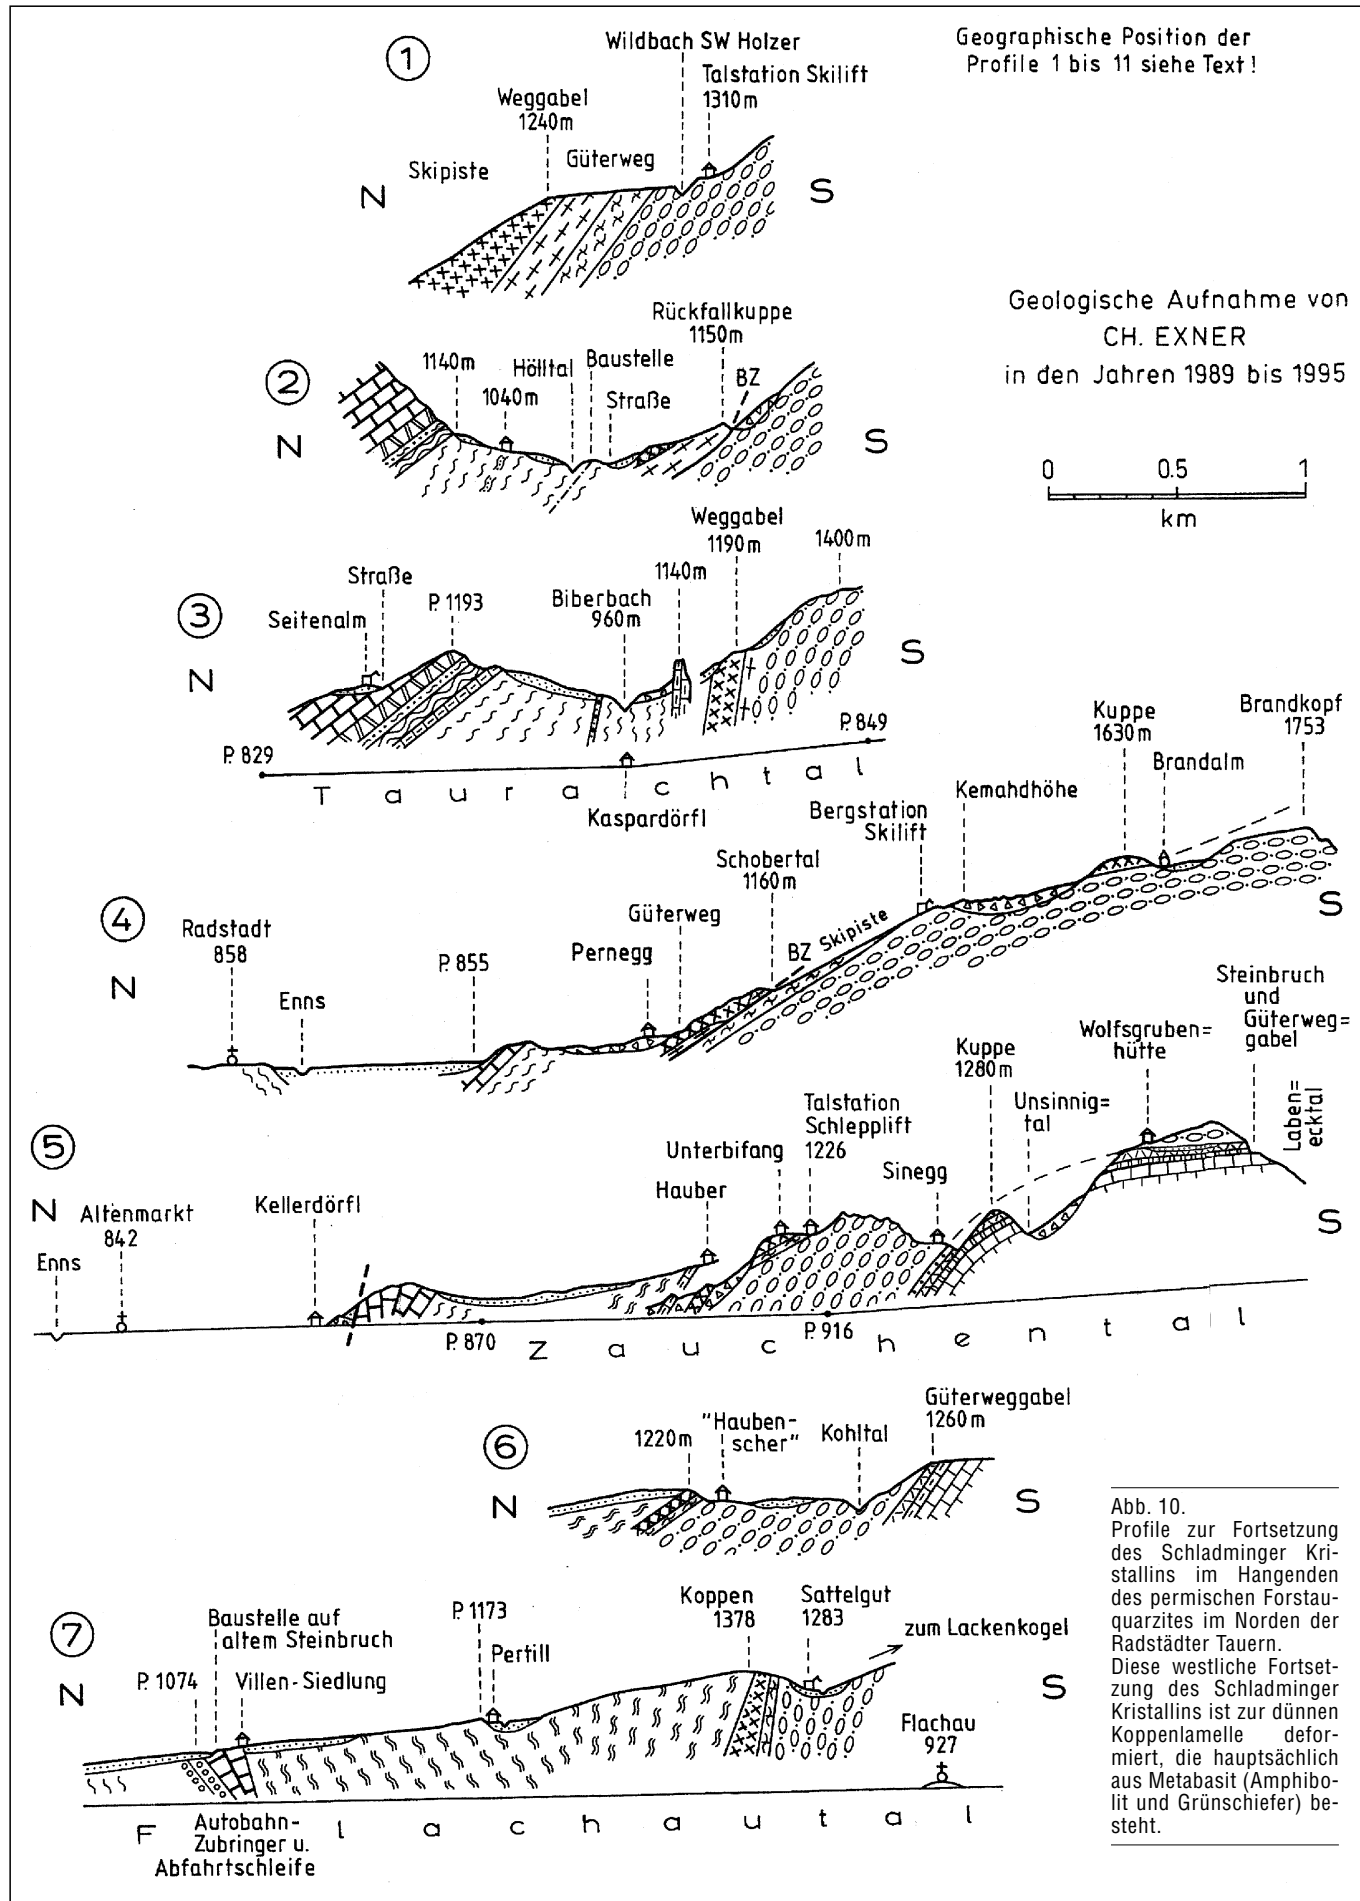 1
Wildbach SW Holzer
Geographische Position der
Profile 1 bis 11 siehe Text!
Talstation Skilift
1310m
Weggabel
1240m
Güterweg
Skipiste
N
S
Geologische Aufnahme von
CH. EXNER
in den Jahren 1989 bis 1995
0 0.5 1
km
2
Rückfallkuppe
1150m
1140m
Hölltal
Baustelle
BZ
1040m
Straße
N
S
3
Weggabel
1190m
1400m
1140m
Straße
Seitenalm
P. 1193
Biberbach
960m
N
S
P. 829
P. 849
Taurachtal
Kaspardörfl
4
Brandkopf
1753
Kuppe
1630m
Brandalm
Kemahdhöhe
Bergstation
Skilift
Schobertal
1160m
Güterweg
Skipiste
BZ
Pernegg
Radstadt
858
P. 855
Enns
N
S
5
Steinbruch
und
Güterweg=
gabel
Wolfsgruben=
hütte
Kuppe
1280m
Unsinnig=
tal
Laben=
ecktal
Talstation
Schlepplift
1226
Unterbifang
Sinegg
Hauber
Kellerdörfl
N
S
Altenmarkt
842
Enns
P. 870
P. 916
Zauchental
6
Güterweggabel
1260m
"Hauben-
scher"
1220m
Kohltal
N
S
7
Koppen
1378
Sattelgut
1283
zum Lackenkogel
Baustelle auf
altem Steinbruch
P. 1173
Pertill
P. 1074
Villen-Siedlung
N
S
Flachau
927
Flachautal
Autobahn-
Zubringer u.
Abfahrtschleife
Abb. 10.
Profile zur Fortsetzung
des Schladminger Kri-
stallins im Hangenden
des permischen Forstau-
quarzites im Norden der
Radstädter Tauern.
Diese westliche Fortset-
zung des Schladminger
Kristallins ist zur dünnen
Koppenlamelle defor-
miert, die hauptsächlich
aus Metabasit (Amphibo-
lit und Grünschiefer) be-
steht.